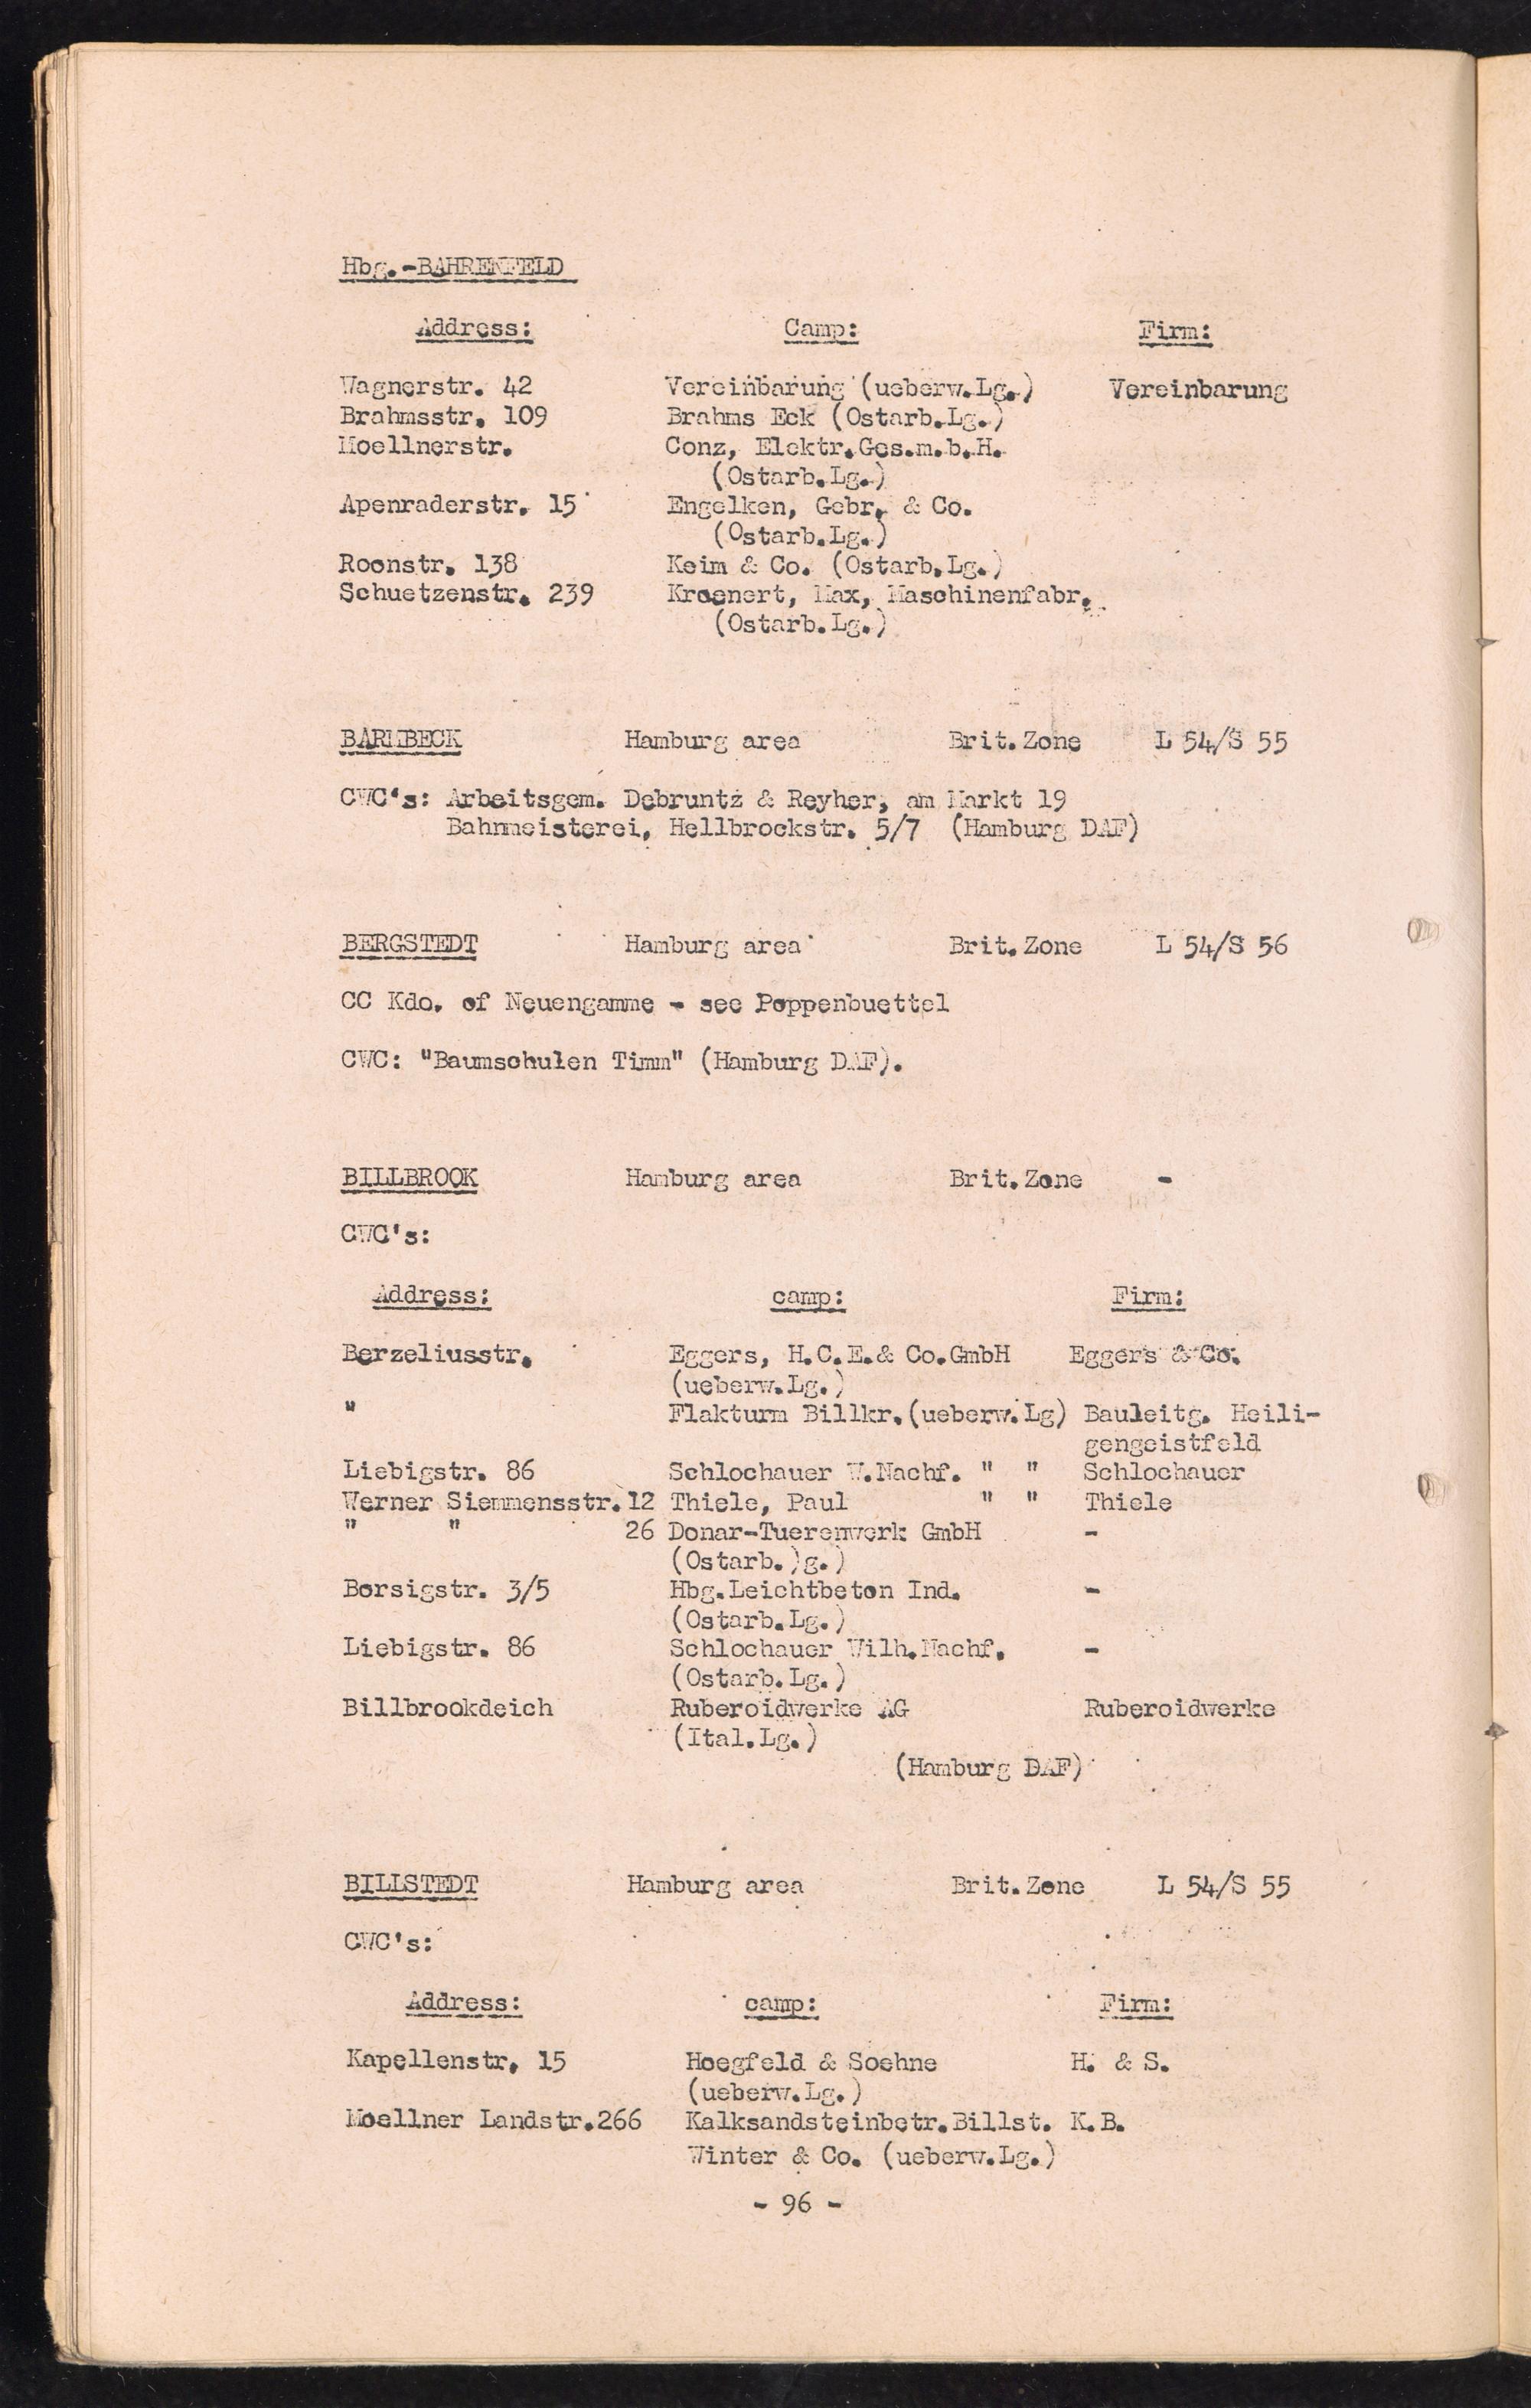 Hbg.-BAHRENFELD
Address: Camp: Firm:
Wagnerstr. 42 Vereinbarung (ueberw.Lg.) Vereinbarung
Brahmsstr. 109 Brahms Eck (Ostarb.Lg.)
Moellnerstr. Conz, Elektr.Ges.m.b.H.
(Ostarb.Lg.)
Apenraderstr. 15 Engelken, Gebr. & Co.
(Ostarb.Lg.)
Roonstr. 138 Keim & Co. (Ostarb.Lg.)
Schuetzenstr. 239 Kroenert, Max, Maschinenfabr.
(Ostarb.Lg.)
BARMBECK Hamburg area Brit.Zone L 54/S 55
CWC's: Arbeitsgem. Debruntz & Reyher, am Markt 19
Bahnmeisterei, Hellbrockstr. 5/7 (Hamburg DAF)
BERGSTEDT Hamburg area Brit.Zone L 54/S 56
CC Kdo. of Neuengamme - see Poppenbuettel
CWC: "Baumschulen Timm" (Hamburg DAF).
BILLBROOK Hamburg area Brit.Zone -
CWC's:
Address: camp: Firm:
Berzeliusstr. Eggers, H.C.E.& Co.GmbH Eggers & Co.
(ueberw.Lg.)
" Flakturm Billkr.(ueberw.Lg) Bauleitg. Heili-
gengeistfeld
Liebigstr. 86 Schlochauer W.Nachf. " " Schlochauer
Werner Siemmensstr.12 Thiele, Paul " " Thiele
" " 26 Donar-Tuerenwerk GmbH -
(Ostarb.)g.)
Borsigstr. 3/5 Hbg.Leichtbeton Ind. -
(Ostarb.Lg.)
Liebigstr. 86 Schlochauer Wilh.Nachf. -
(Ostarb.Lg.)
Billbrookdeich Ruberoidwerke AG Ruberoidwerke
(Ital.Lg.)
(Hamburg DAF)
BILLSTEDT Hamburg area Brit.Zone L 54/S 55
CWC's:
Address: camp: Firm:
Kapellenstr. 15 Hoegfeld & Soehne H. & S.
(ueberw.Lg.)
Moellner Landstr.266 Kalksandsteinbetr.Billst. K.B.
Winter & Co. (ueberw.Lg.)
- 96 -